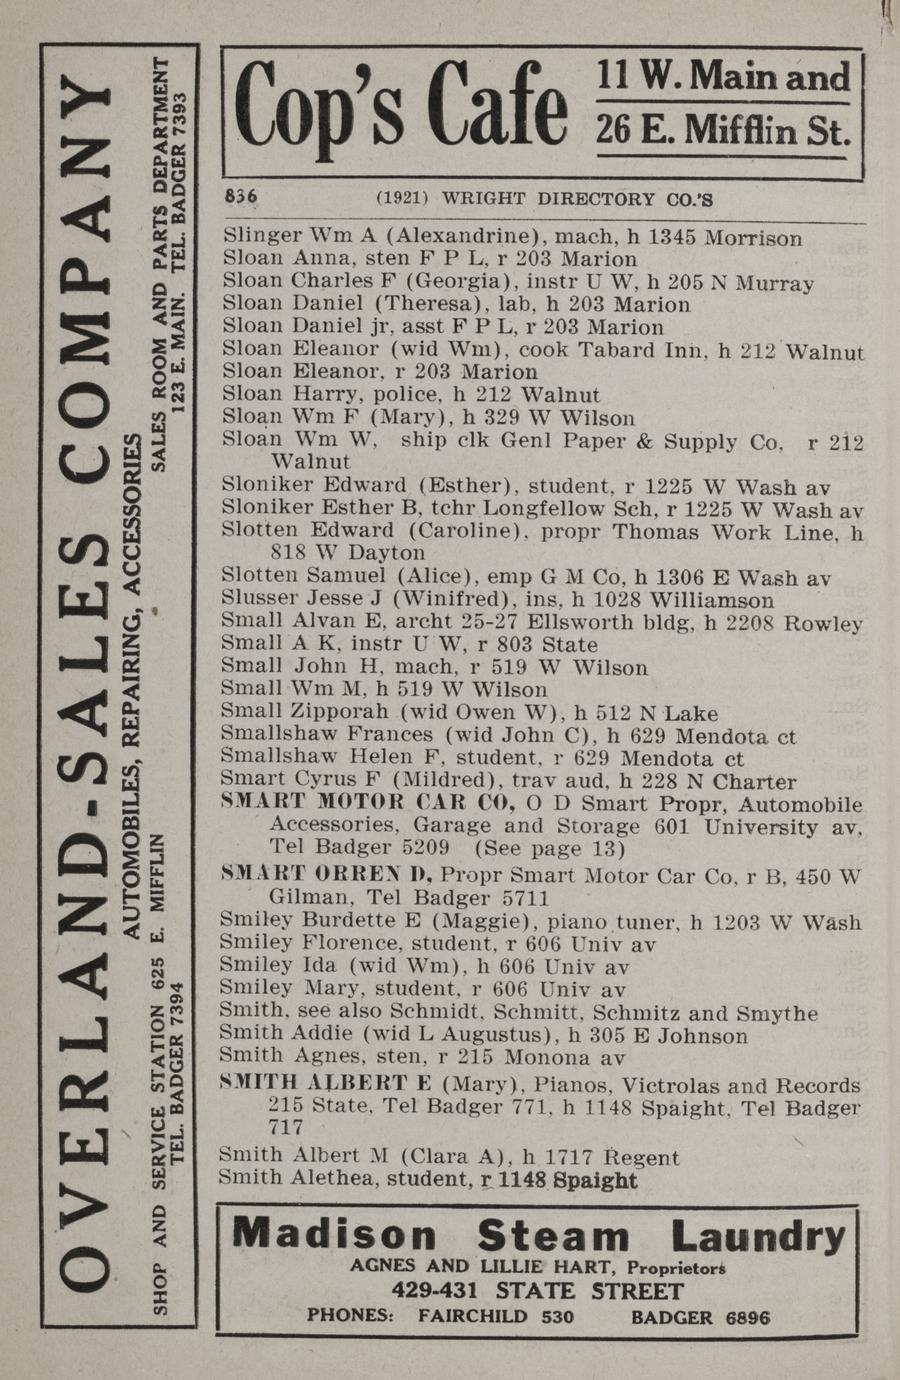 OVERLAND-SALES COMPANY
AUTOMOBILES, REPAIRING, ACCESSORIES
SHOP AND SERVICE STATION 625 E. MIFFLIN
TEL. BADGER 7394
SALES ROOM AND PARTS DEPARTMENT
123 E. MAIN. TEL. BADGER 7393
Cop's Cafe
11 W. Main and
26 E. Mifflin St.
836 (1921) WRIGHT DIRECTORY CO.'S
Slinger Wm A (Alexandrine), mach, h 1345 Morrison
Sloan Anna, sten F P L, r 203 Marion
Sloan Charles F (Georgia), instr U W, h 205 N Murray
Sloan Daniel (Theresa), lab, h 203 Marion
Sloan Daniel jr, asst F P L, r 203 Marion
Sloan Eleanor (wid Wm), cook Tabard Inn, h 212 Walnut
Sloan Eleanor, r 203 Marion
Sloan Harry, police, h 212 Walnut
Sloan Wm F (Mary), h 329 W Wilson
Sloan Wm W, ship clk Genl Paper & Supply Co, r 212
Walnut
Sloniker Edward (Esther), student, r 1225 W Wash av
Sloniker Esther B, tchr Longfellow Sch, r 1225 W Wash av
Slotten Edward (Caroline), propr Thomas Work Line, h
818 W Dayton
Slotten Samuel (Alice), emp G M Co, h 1306 E Wash av
Slusser Jesse J (Winifred), ins, h 1028 Williamson
Small Alvan E, archt 25-27 Ellsworth bldg, h 2208 Rowley
Small A K, instr U W, r 803 State
Small John H, mach, r 519 W Wilson
Small Wm M, h 519 W Wilson
Small Zipporah (wid Owen W), h 512 N Lake
Smallshaw Frances (wid John C), h 629 Mendota ct
Smallshaw Helen F, student, r 629 Mendota ct
Smart Cyrus F (Mildred), trav aud, h 228 N Charter
SMART MOTOR CAR CO, O D Smart Propr, Automobile
Accessories, Garage and Storage 601 University av,
Tel Badger 5209 (See page 13)
SMART ORREN D, Propr Smart Motor Car Co, r B, 450 W
Gilman, Tel Badger 5711
Smiley Burdette E (Maggie), piano tuner, h 1203 W Wash
Smiley Florence, student, r 606 Univ av
Smiley Ida (wid Wm), h 606 Univ av
Smiley Mary, student, r 606 Univ av
Smith, see also Schmidt, Schmitt, Schmitz and Smythe
Smith Addie (wid L Augustus), h 305 E Johnson
Smith Agnes, sten, r 215 Monona av
SMITH ALBERT E (Mary), Pianos, Victrolas and Records
215 State, Tel Badger 771, h 1148 Spaight, Tel Badger
717
Smith Albert M (Clara A), h 1717 Regent
Smith Alethea, student, r 1148 Spaight
Madison Steam Laundry
AGNES AND LILLIE HART, Proprietors
429-431 STATE STREET
PHONES: FAIRCHILD 530 BADGER 6896